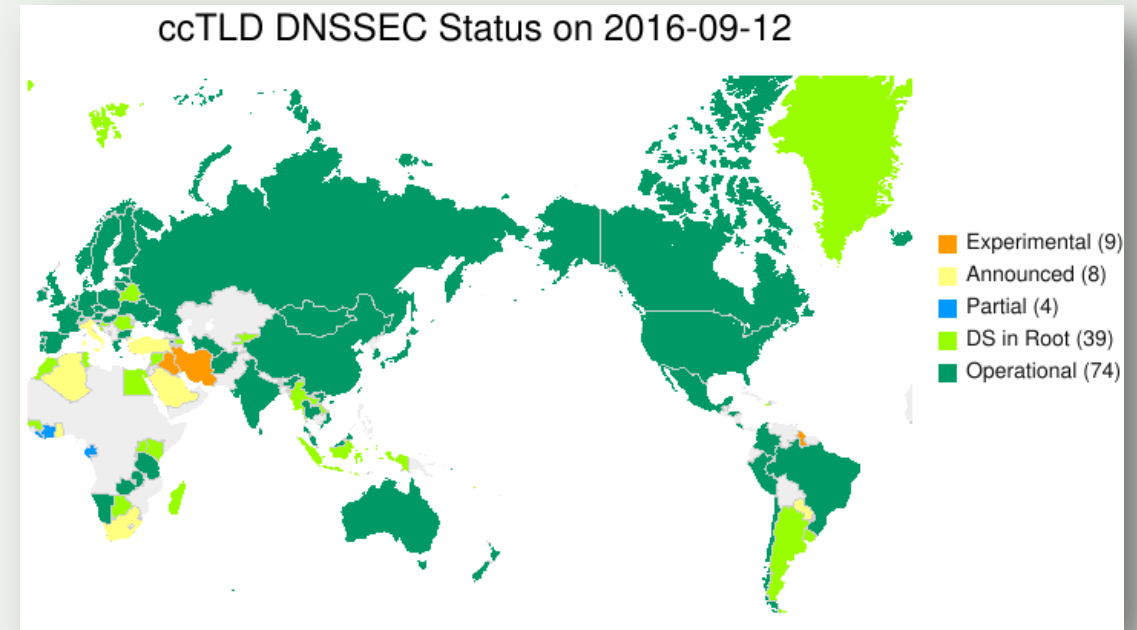 ccTLD DNSSEC Status on 2016-09-12
Experimental (9)
Announced (8)
Partial (4)
DS in Root (39)
Operational (74)